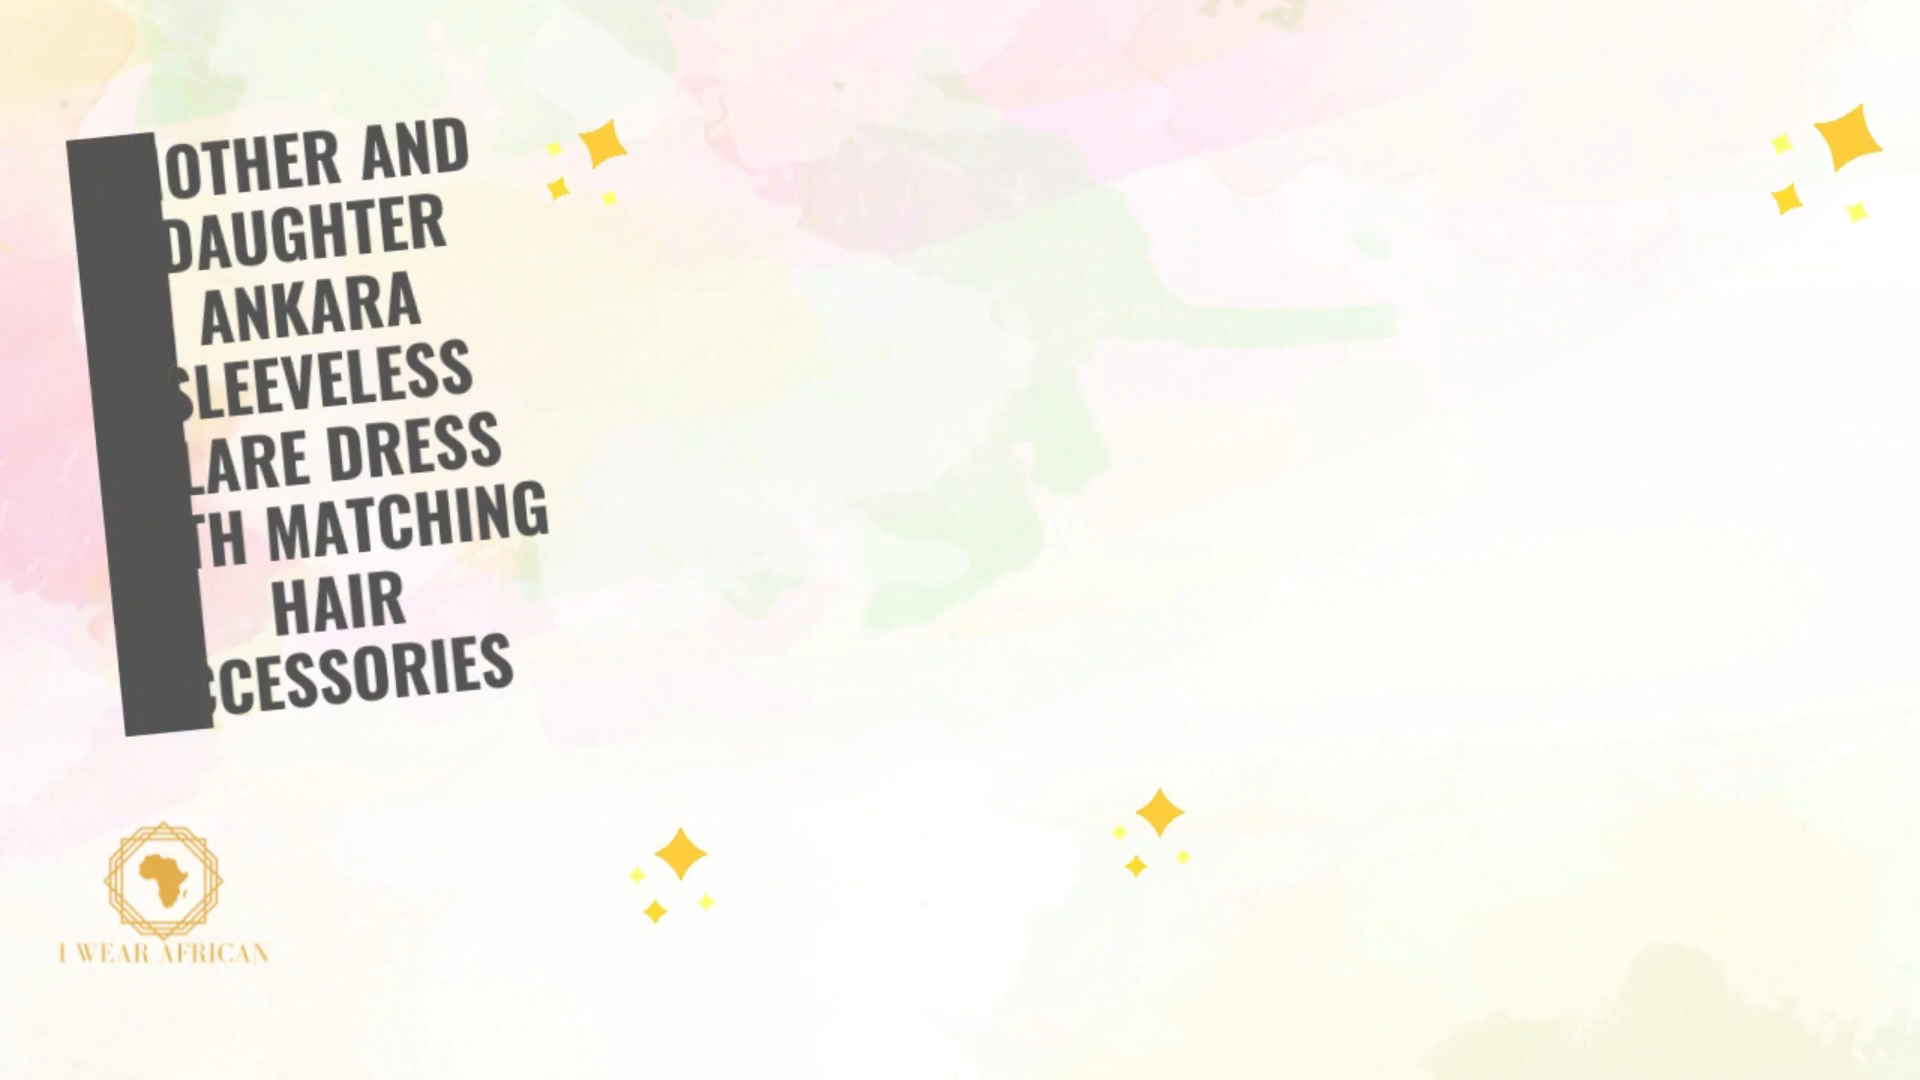 OTHER AND
DAUGHTER
ANKARA
SLEEVELESS
LARE DRESS
TH MATCHING
HAIR
CCESSORIES
I WEAR AFRICAN